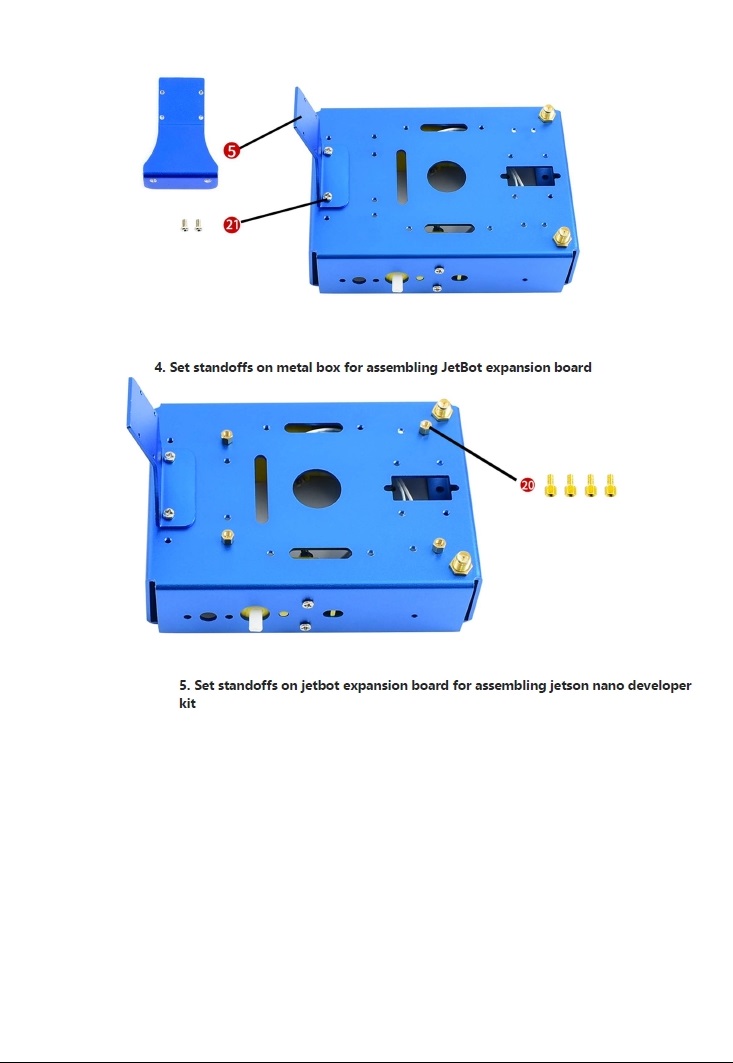 5
21
4. Set standoffs on metal box for assembling JetBot expansion board
20
5. Set standoffs on jetbot expansion board for assembling jetson nano developer
kit